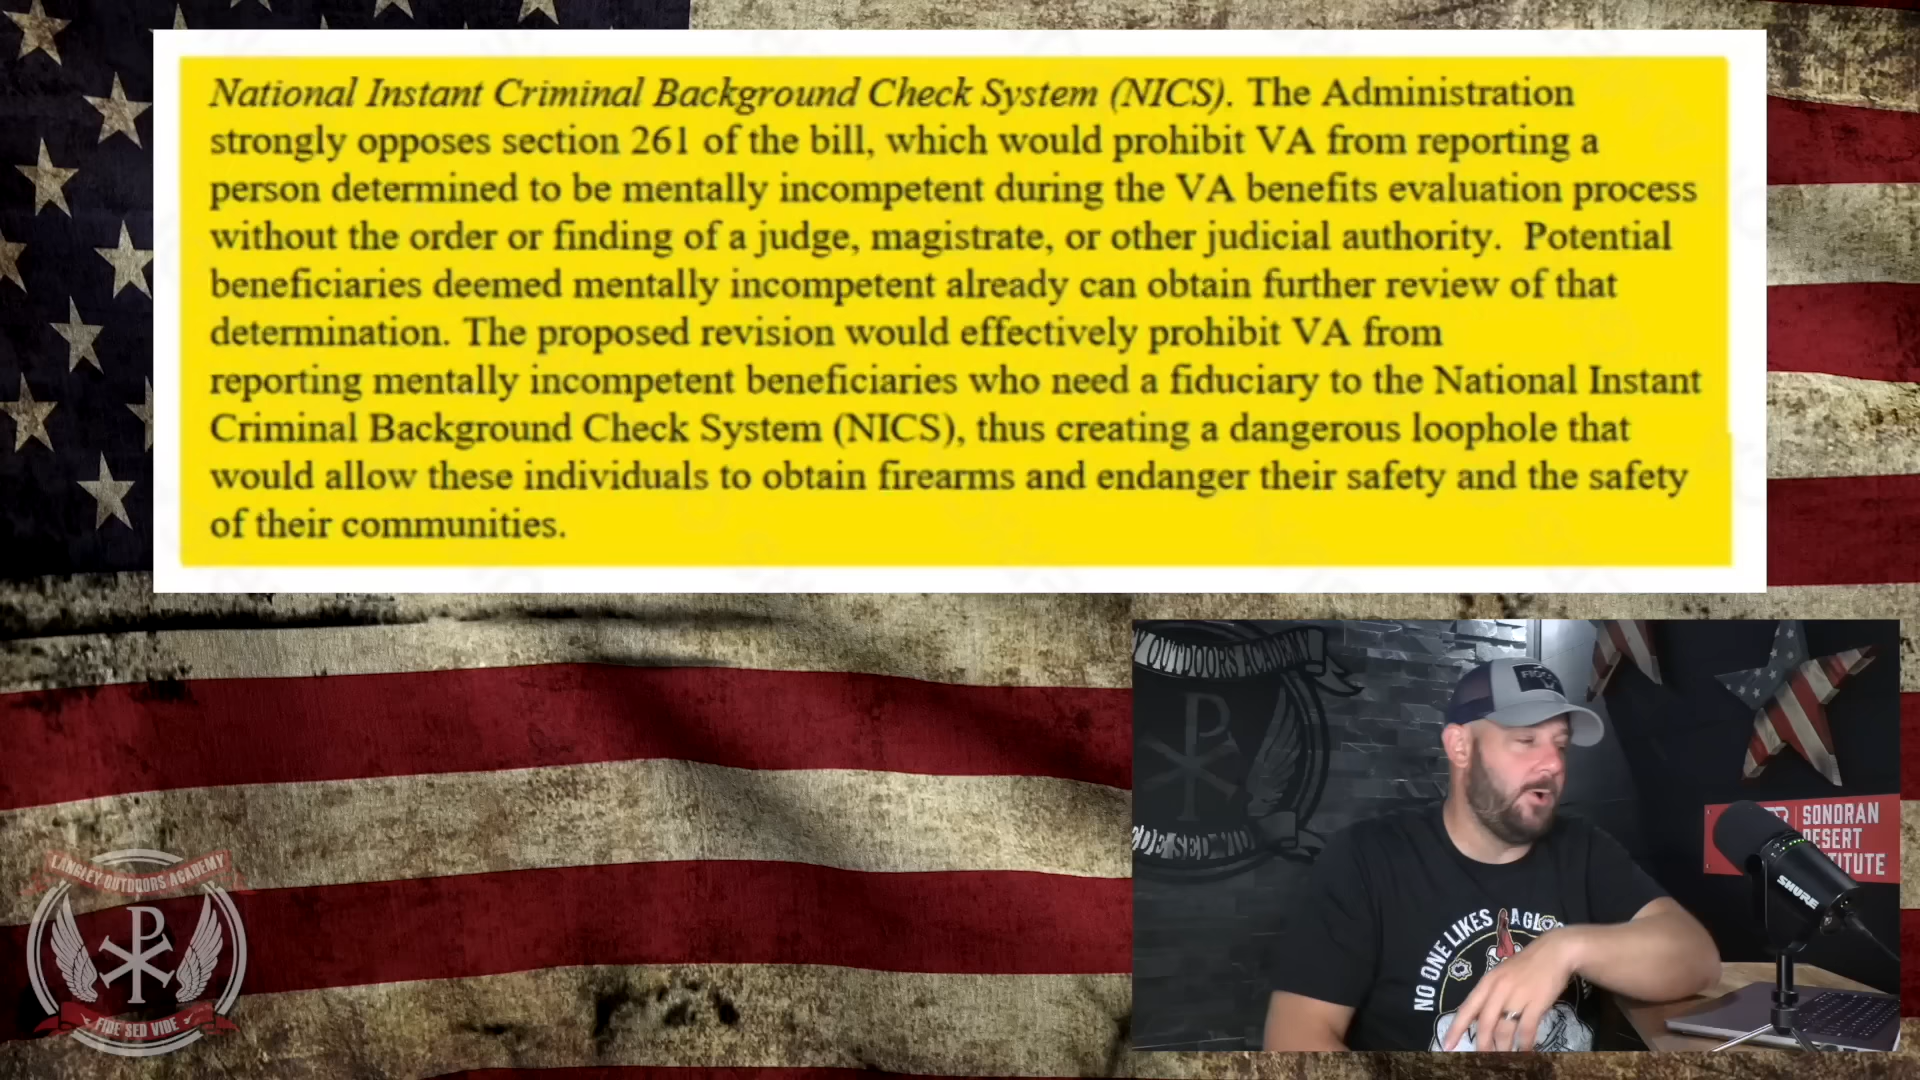 National Instant Criminal Background Check System (NICS). The Administration
strongly opposes section 261 of the bill, which would prohibit VA from reporting a
person determined to be mentally incompetent during the VA benefits evaluation process
without the order or finding of a judge, magistrate, or other judicial authority. Potential
beneficiaries deemed mentally incompetent already can obtain further review of that
determination. The proposed revision would effectively prohibit VA from
reporting mentally incompetent beneficiaries who need a fiduciary to the National Instant
Criminal Background Check System (NICS), thus creating a dangerous loophole that
would allow these individuals to obtain firearms and endanger their safety and the safety
of their communities.
Y OUTDOORS ACADEMY
SONORAN
DESERT
TITUTE
SHURE
NO ONE LIKES A
LANGLEY OUTDOORS ACADEMY
FIDE SED VIDE